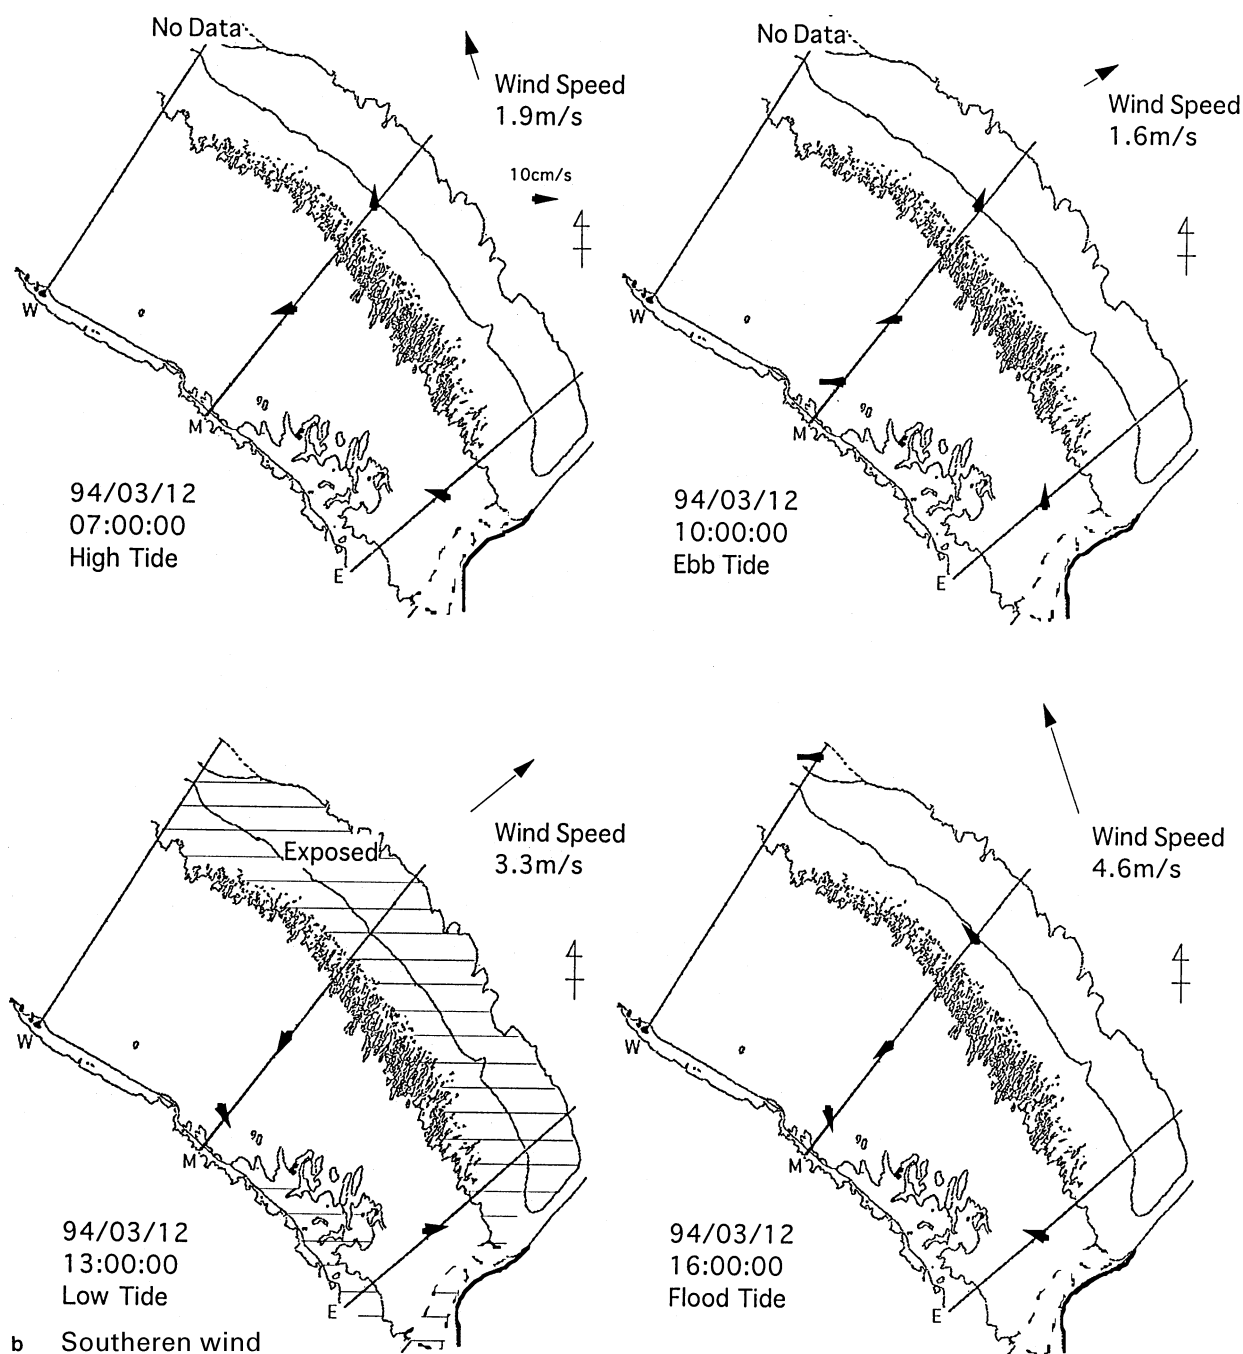 No Data
Wind Speed
1.9m/s
10cm/s
W
M
E
94/03/12
07:00:00
High Tide
No Data
Wind Speed
1.6m/s
W
M
E
94/03/12
10:00:00
Ebb Tide
Exposed
Wind Speed
3.3m/s
W
M
E
94/03/12
13:00:00
Low Tide
Wind Speed
4.6m/s
W
M
E
94/03/12
16:00:00
Flood Tide
b Southeren wind